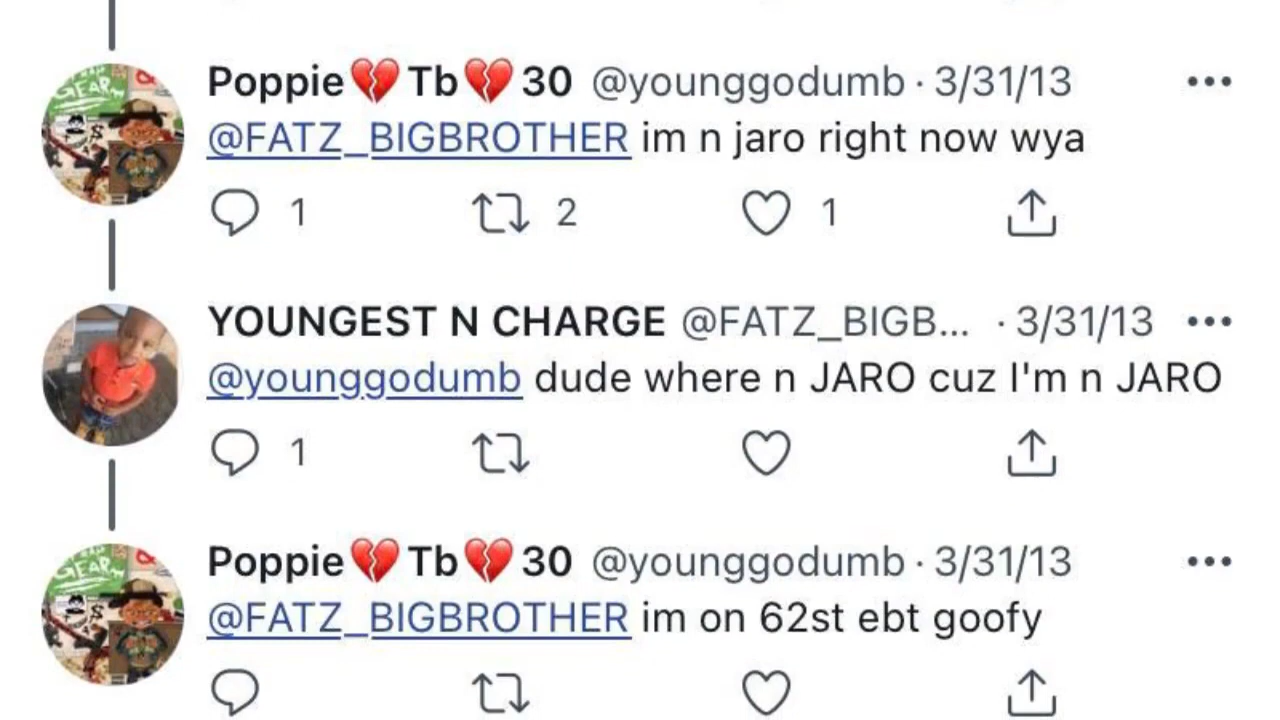 Poppie💔Tb💔30 @younggodumb · 3/31/13
@FATZ_BIGBROTHER im n jaro right now wya
1 2 1
YOUNGEST N CHARGE @FATZ_BIGB... · 3/31/13
@younggodumb dude where n JARO cuz I'm n JARO
1
Poppie💔Tb💔30 @younggodumb · 3/31/13
@FATZ_BIGBROTHER im on 62st ebt goofy